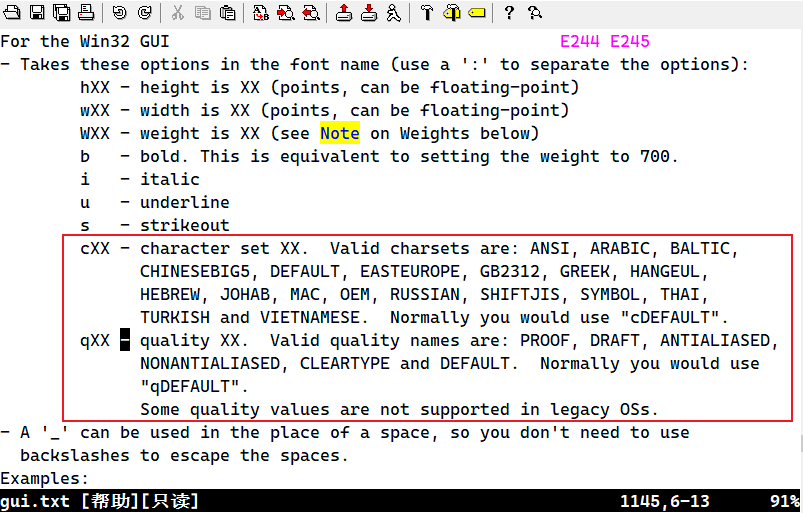 For the Win32 GUI E244 E245
- Takes these options in the font name (use a ':' to separate the options):
hXX - height is XX (points, can be floating-point)
wXX - width is XX (points, can be floating-point)
WXX - weight is XX (see Note on Weights below)
b - bold. This is equivalent to setting the weight to 700.
i - italic
u - underline
s - strikeout
cXX - character set XX. Valid charsets are: ANSI, ARABIC, BALTIC,
CHINESEBIG5, DEFAULT, EASTEUROPE, GB2312, GREEK, HANGEUL,
HEBREW, JOHAB, MAC, OEM, RUSSIAN, SHIFTJIS, SYMBOL, THAI,
TURKISH and VIETNAMESE. Normally you would use "cDEFAULT".
qXX - quality XX. Valid quality names are: PROOF, DRAFT, ANTIALIASED,
NONANTIALIASED, CLEARTYPE and DEFAULT. Normally you would use
"qDEFAULT".
Some quality values are not supported in legacy OSs.
- A '_' can be used in the place of a space, so you don't need to use
backslashes to escape the spaces.
Examples:
gui.txt [帮助][只读] 1145,6-13 91%